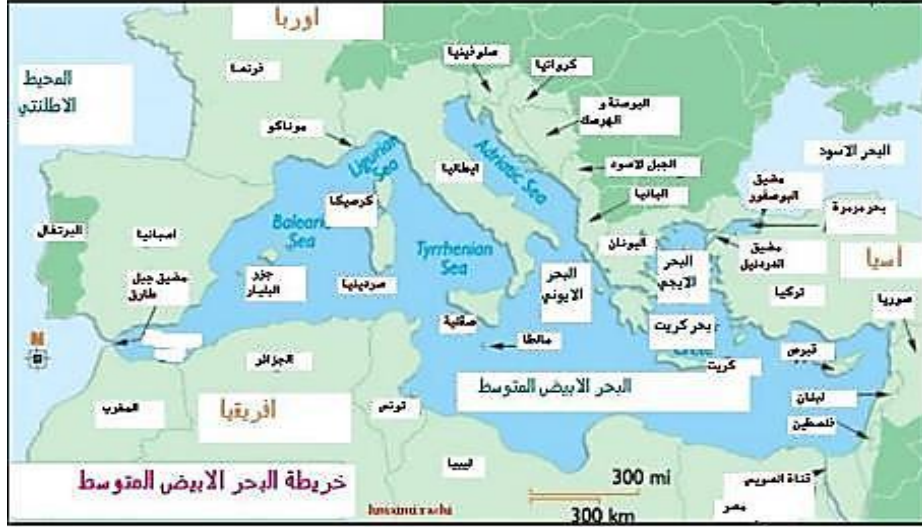 اوربا
المحيط
الاطلنتي
فرنسا
سلوفينيا
كرواتيا
البوسنة و
الهرسك
موناكو
Ligurian
Sea
Adriatic Sea
ايطاليا
الجبل الاسود
البانيا
البحر الاسود
مضيق
البوسفور
بحر مرمرة
مضيق
الدردنيل
اسيا
البرتغال
اسبانيا
كرسيكا
Balearic
Sea
Tyrrhenian
Sea
جزر
البليار
سردينيا
البحر
الايوني
اليونان
البحر
الايجي
تركيا
سوريا
مضيق جبل
طارق
صقلية
مالطا
بحر كريت
Crete
كريت
قبرص
لبنان
فلسطين
N
الجزائر
المغرب
افريقيا
تونس
البحر الابيض المتوسط
ليبيا
قناة السويس
مصر
خريطة البحر الابيض المتوسط
300 mi
300 km